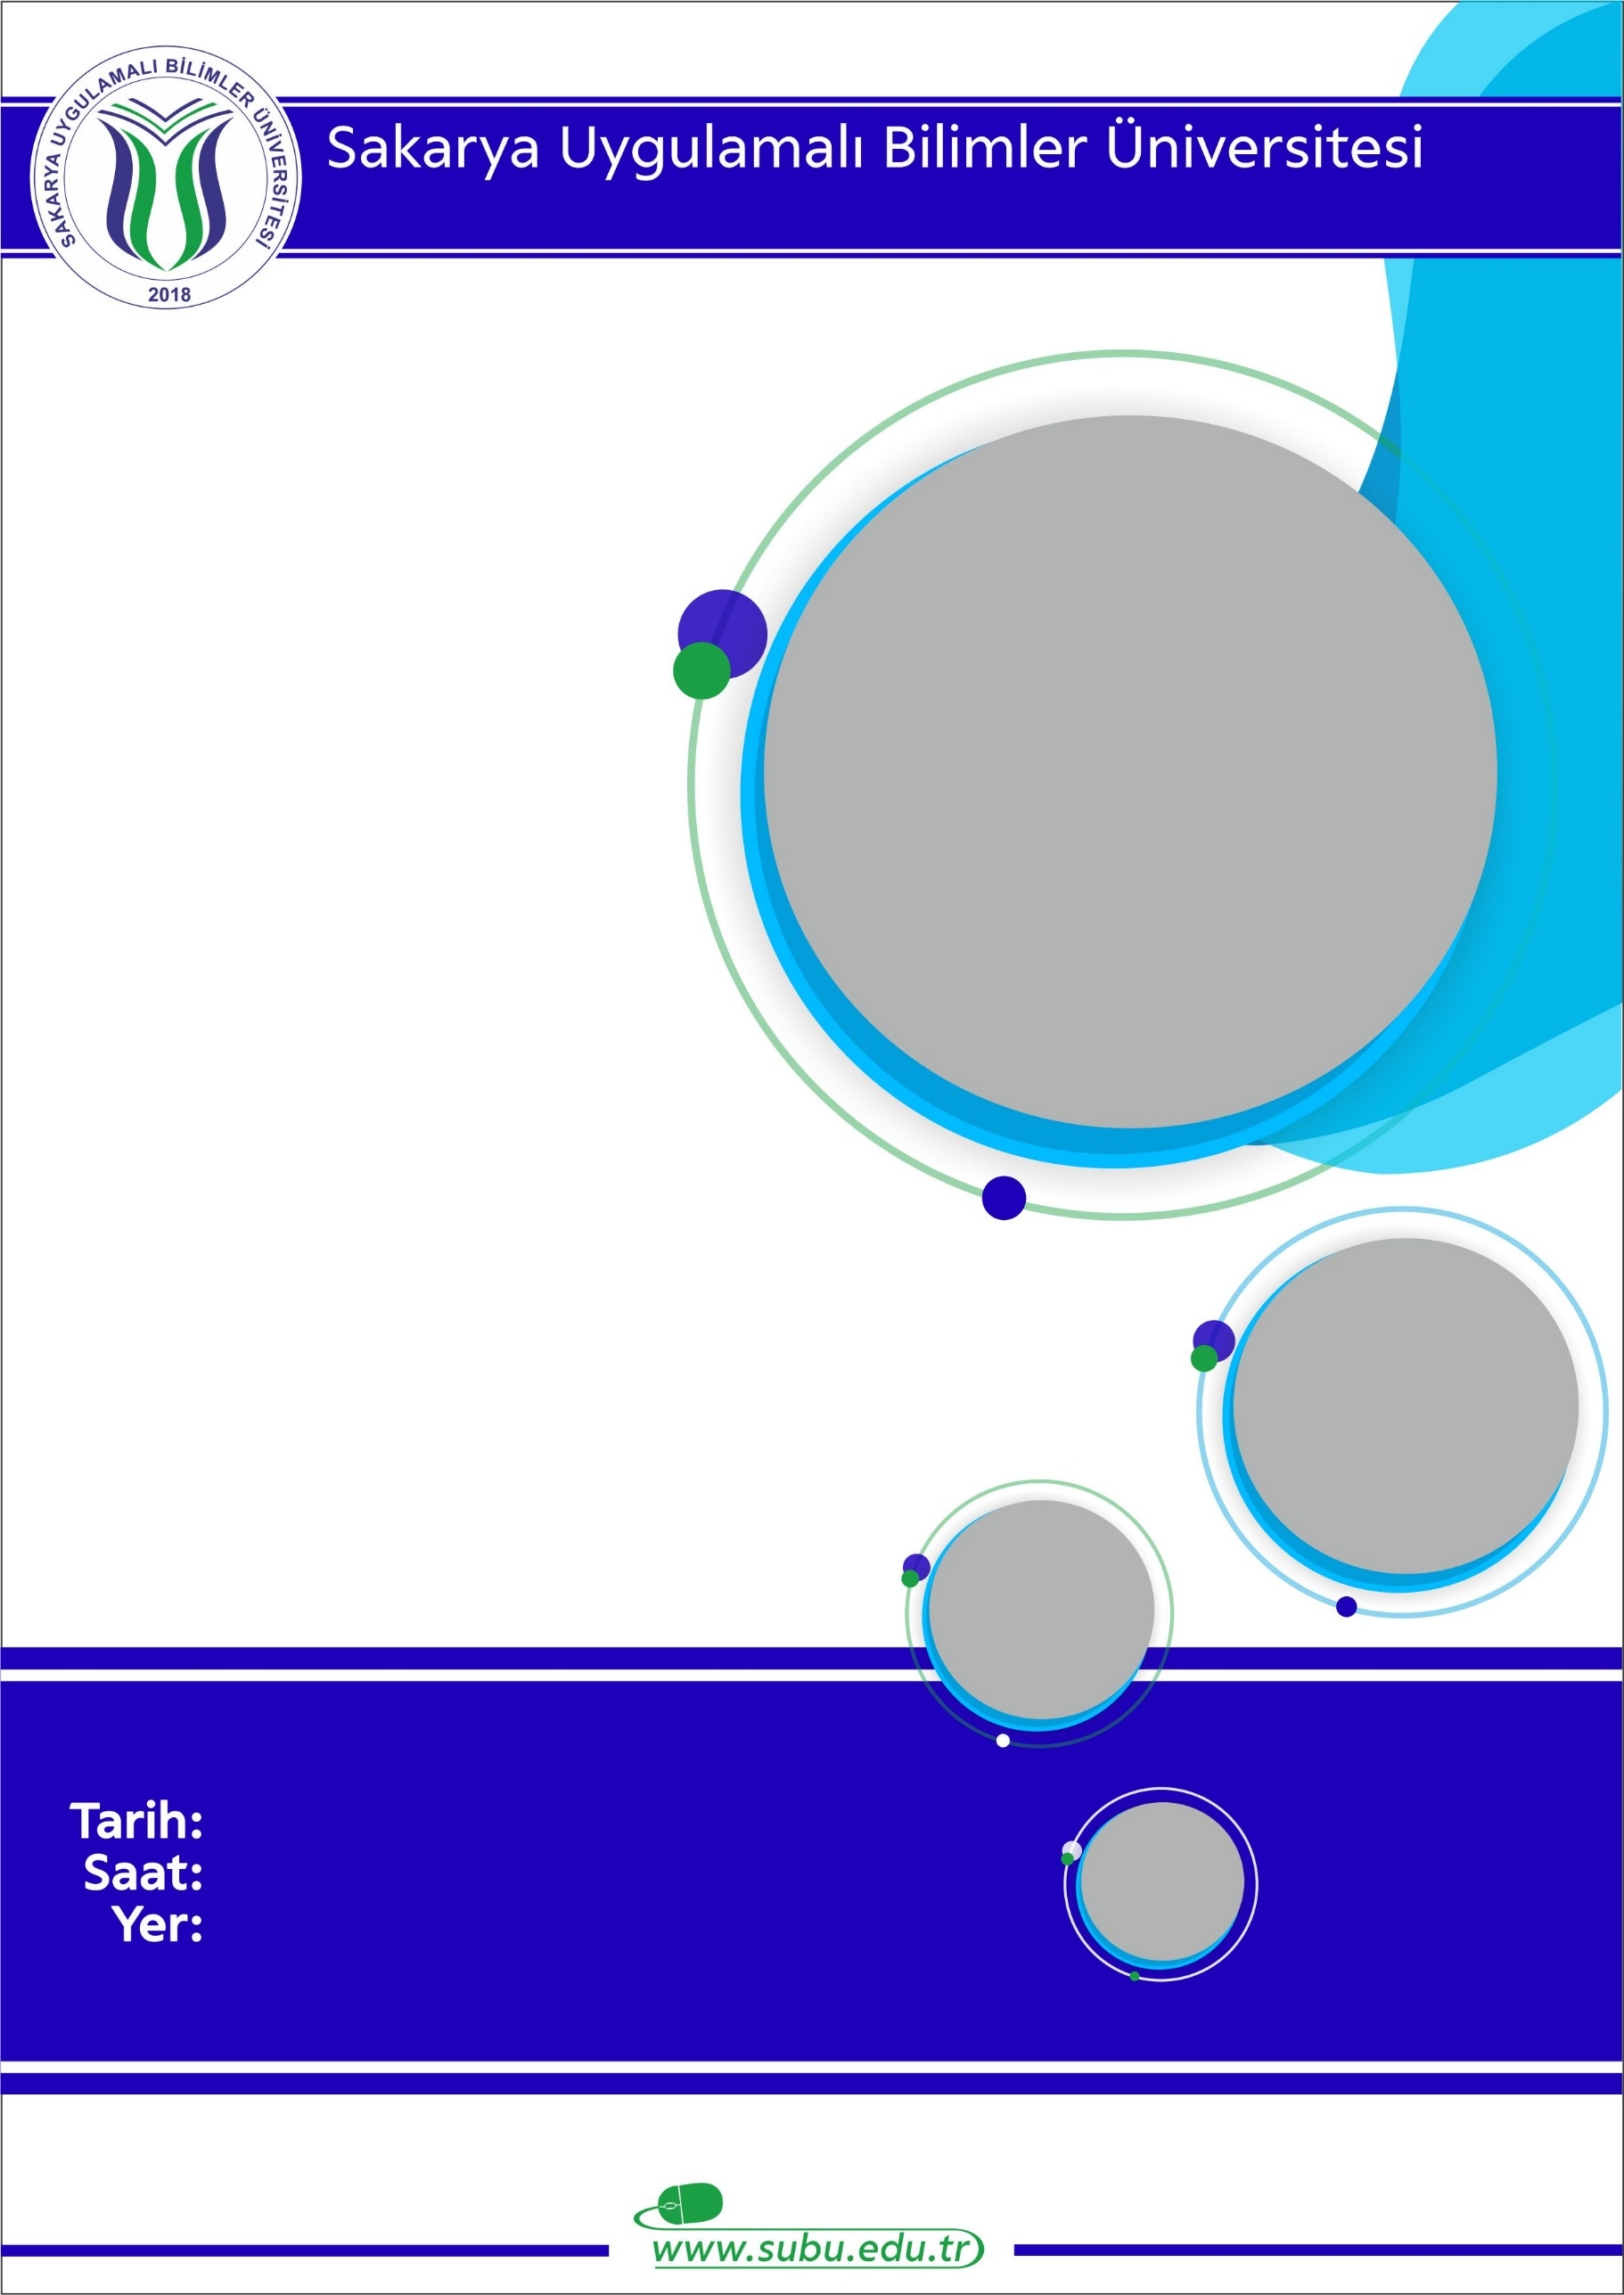 SAKARYA UYGULAMALI BİLİMLER ÜNİVERSİTESİ
2018
Sakarya Uygulamalı Bilimler Üniversitesi
Tarih:
Saat:
Yer:
www.subu.edu.tr